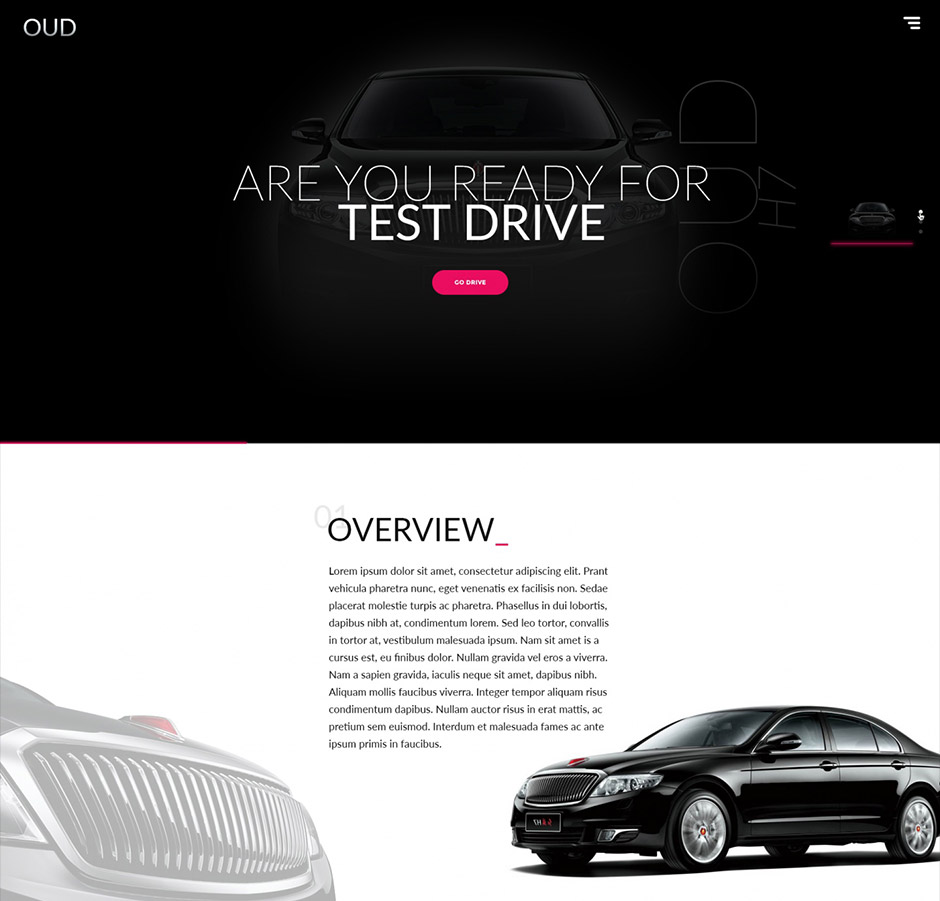 OUD
OUD
H7
ARE YOU READY FOR
TEST DRIVE
GO DRIVE
01
OVERVIEW_
Lorem ipsum dolor sit amet, consectetur adipiscing elit. Prant
vehicula pharetra nunc, eget venenatis ex facilisis non. Sedae
placerat molestie turpis ac pharetra. Phasellus in dui lobortis,
dapibus nibh at, condimentum lorem. Sed leo tortor, convallis
in tortor at, vestibulum malesuada ipsum. Nam sit amet is a
cursus est, eu finibus dolor. Nullam gravida vel eros a viverra.
Nam a sapien gravida, iaculis neque sit amet, dapibus nibh.
Aliquam mollis faucibus viverra. Integer tempor aliquam risus
condimentum dapibus. Nullam auctor risus in erat mattis, ac
pretium sem euismod. Interdum et malesuada fames ac ante
ipsum primis in faucibus.